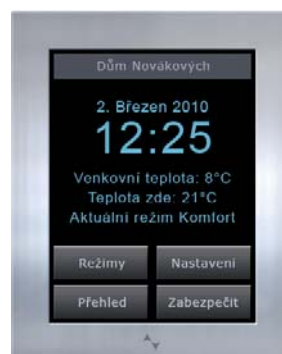 Dům Novákových
2. Březen 2010
12:25
Venkovní teplota: 8°C
Teplota zde: 21°C
Aktuální režim Komfort
Režimy Nastavení
Přehled Zabezpečit